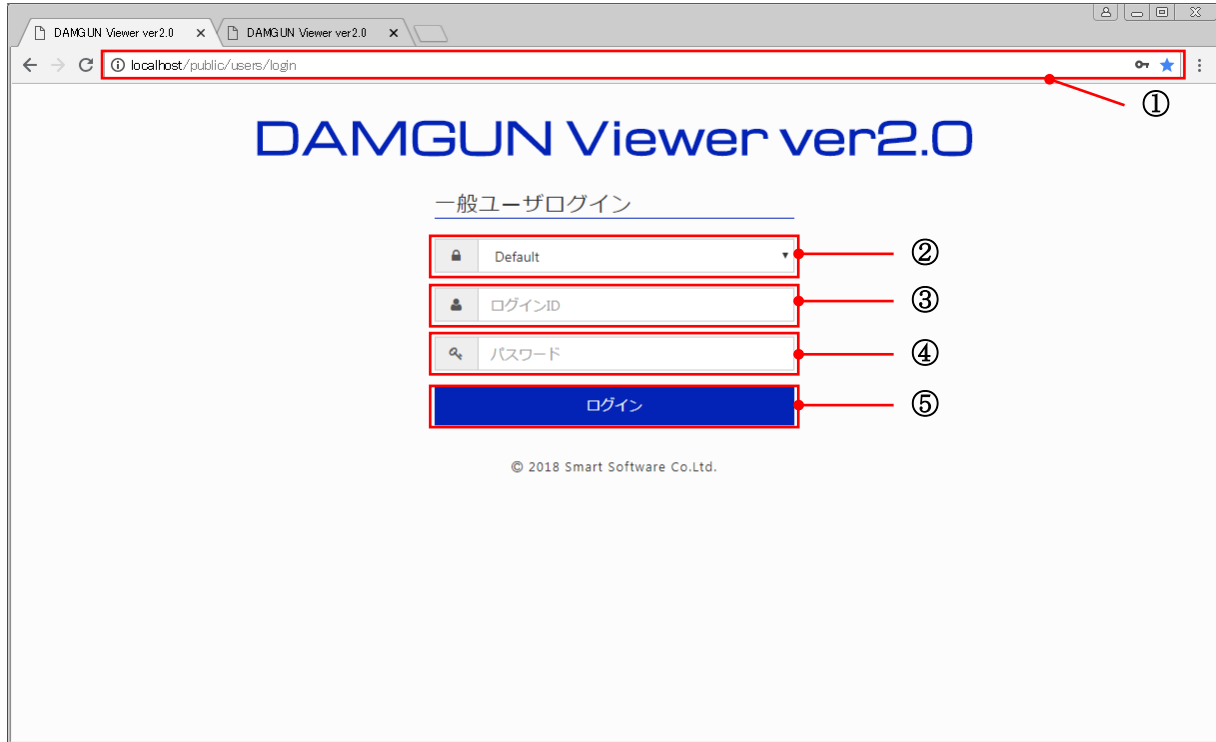 DAMGUN Viewer ver2.0 DAMGUN Viewer ver2.0
localhost/public/users/login
①
DAMGUN Viewer ver2.0
一般ユーザログイン
Default ②
ログインID ③
パスワード ④
ログイン ⑤
© 2018 Smart Software Co.Ltd.